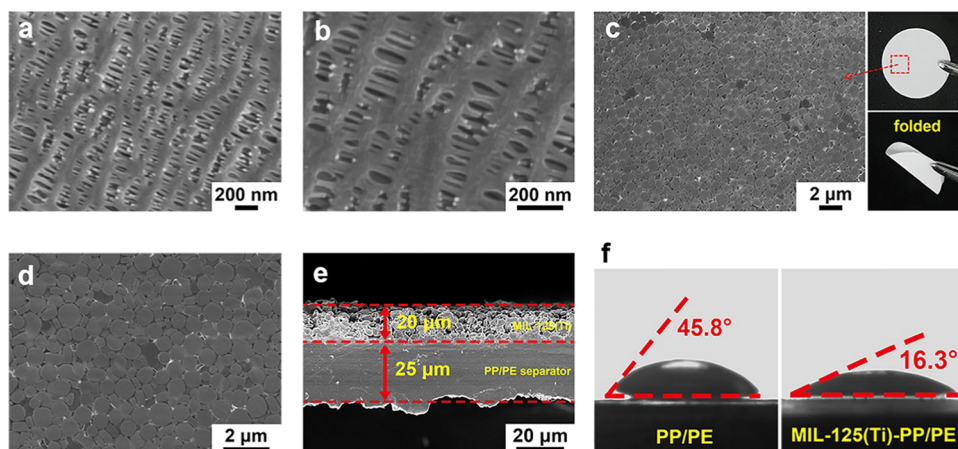 a
200 nm
b
200 nm
c
2 μm
folded
d
2 μm
e
20 μm
MIL-125(Ti)
25 μm
PP/PE separator
20 μm
f
45.8°
PP/PE
16.3°
MIL-125(Ti)-PP/PE